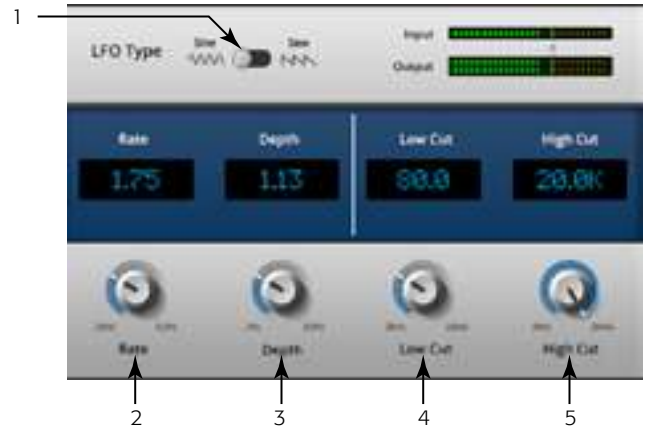 1
LFO Type
Sine
Saw
Input
Output
Rate
Depth
Low Cut
High Cut
1.75
1.13
80.0
20.0K
Rate
Depth
Low Cut
High Cut
2
3
4
5